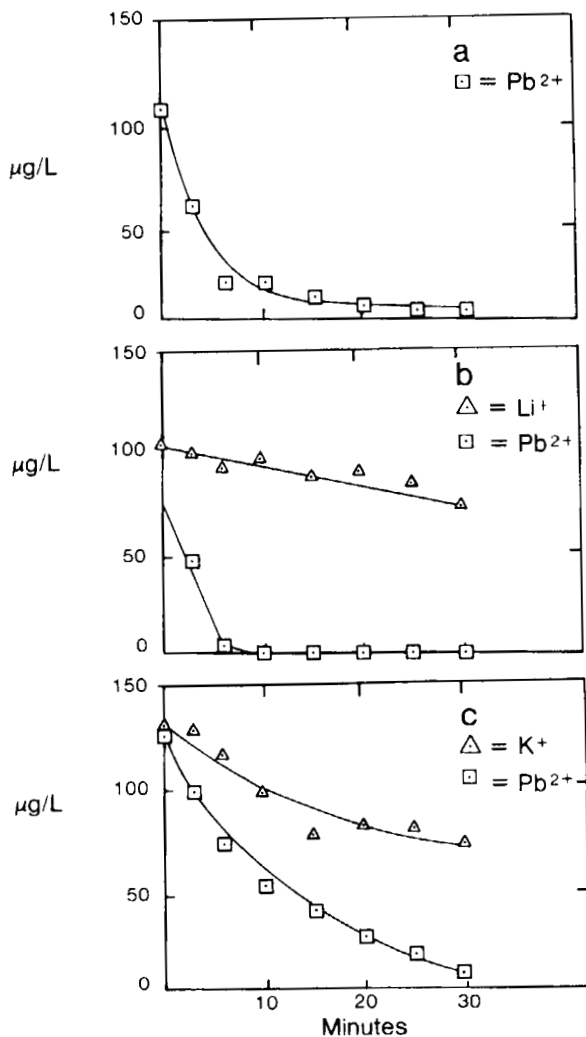 150
a
⊡ = Pb2+
100
µg/L
50
0
150
b
△ = Li+
⊡ = Pb2+
100
µg/L
50
0
150
c
△ = K+
⊡ = Pb2+
100
µg/L
50
0
10 20 30
Minutes